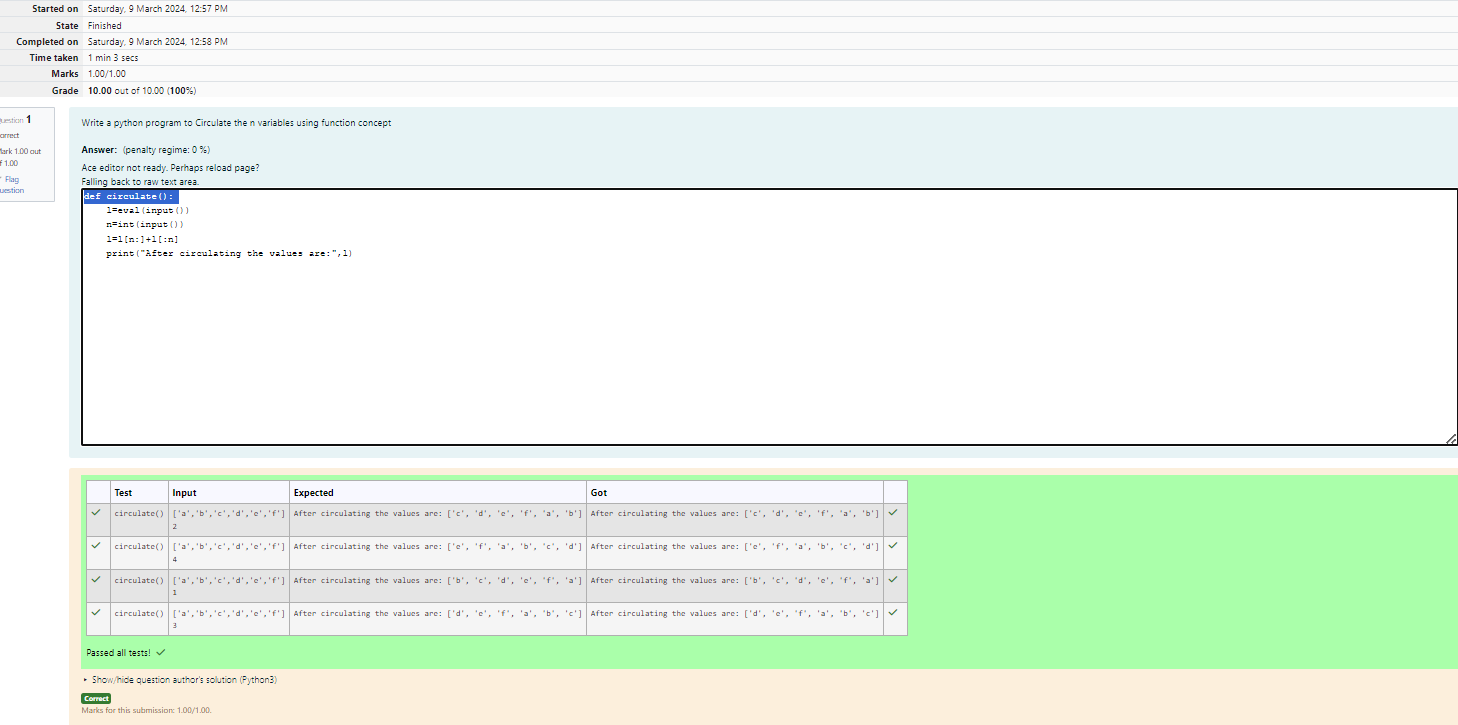 Started on Saturday, 9 March 2024, 12:57 PM
State Finished
Completed on Saturday, 9 March 2024, 12:58 PM
Time taken 1 min 3 secs
Marks 1.00/1.00
Grade 10.00 out of 10.00 (100%)
uestion 1
orrect
ark 1.00 out
f 1.00
Flag
uestion
Write a python program to Circulate the n variables using function concept
Answer: (penalty regime: 0 %)
Ace editor not ready. Perhaps reload page?
Falling back to raw text area.
def circulate():
    l=eval(input())
    n=int(input())
    l=l[n:]+l[:n]
    print("After circulating the values are:",l)
Test Input Expected Got
circulate() ['a','b','c','d','e','f'] After circulating the values are: ['c', 'd', 'e', 'f', 'a', 'b'] After circulating the values are: ['c', 'd', 'e', 'f', 'a', 'b']
2
circulate() ['a','b','c','d','e','f'] After circulating the values are: ['e', 'f', 'a', 'b', 'c', 'd'] After circulating the values are: ['e', 'f', 'a', 'b', 'c', 'd']
4
circulate() ['a','b','c','d','e','f'] After circulating the values are: ['b', 'c', 'd', 'e', 'f', 'a'] After circulating the values are: ['b', 'c', 'd', 'e', 'f', 'a']
1
circulate() ['a','b','c','d','e','f'] After circulating the values are: ['d', 'e', 'f', 'a', 'b', 'c'] After circulating the values are: ['d', 'e', 'f', 'a', 'b', 'c']
3
Passed all tests!
Show/hide question author's solution (Python3)
Correct
Marks for this submission: 1.00/1.00.